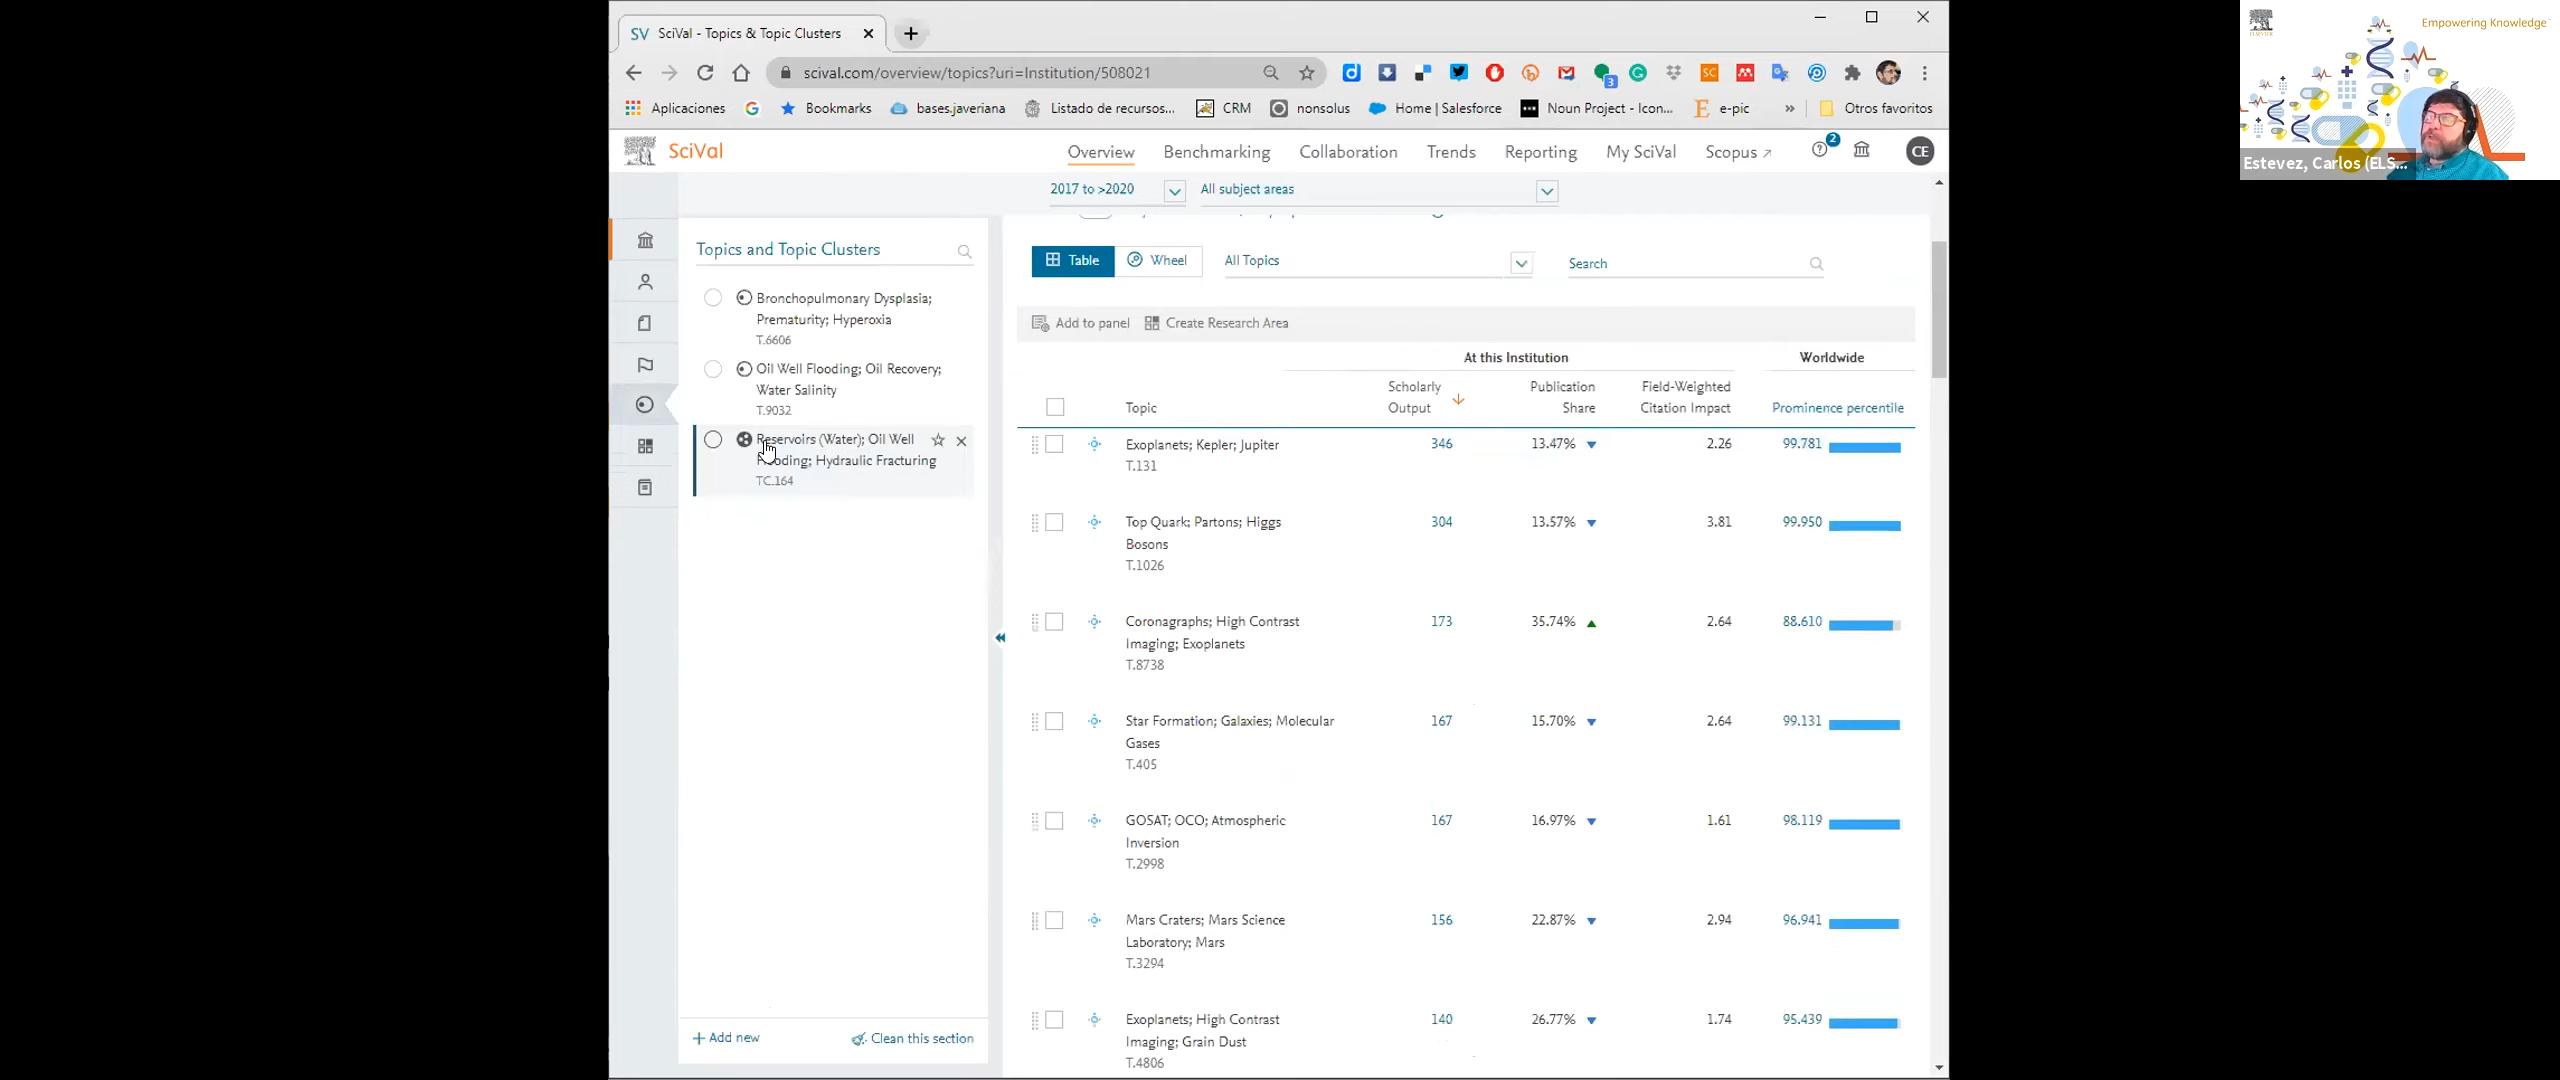 SV SciVal - Topics & Topic Clusters
scival.com/overview/topics?uri=Institution/508021
3
Aplicaciones Bookmarks bases.javeriana Listado de recursos... CRM nonsolus Home | Salesforce Noun Project - Icon... e-pic » Otros favoritos
SciVal Overview Benchmarking Collaboration Trends Reporting My SciVal Scopus ↗ 2 CE
2017 to >2020 All subject areas
Topics and Topic Clusters
Bronchopulmonary Dysplasia;
Prematurity; Hyperoxia
T.6606
Oil Well Flooding; Oil Recovery;
Water Salinity
T.9032
Reservoirs (Water); Oil Well
Flooding; Hydraulic Fracturing
TC.164
+ Add new Clean this section
Table Wheel All Topics Search
Add to panel Create Research Area
At this Institution Worldwide
Scholarly Publication Field-Weighted
Topic Output Share Citation Impact Prominence percentile
Exoplanets; Kepler; Jupiter 346 13.47% 2.26 99.781
T.131
Top Quark; Partons; Higgs 304 13.57% 3.81 99.950
Bosons
T.1026
Coronagraphs; High Contrast 173 35.74% 2.64 88.610
Imaging; Exoplanets
T.8738
Star Formation; Galaxies; Molecular 167 15.70% 2.64 99.131
Gases
T.405
GOSAT; OCO; Atmospheric 167 16.97% 1.61 98.119
Inversion
T.2998
Mars Craters; Mars Science 156 22.87% 2.94 96.941
Laboratory; Mars
T.3294
Exoplanets; High Contrast 140 26.77% 1.74 95.439
Imaging; Grain Dust
T.4806
Empowering Knowledge
ELSEVIER
Estevez, Carlos (ELS...